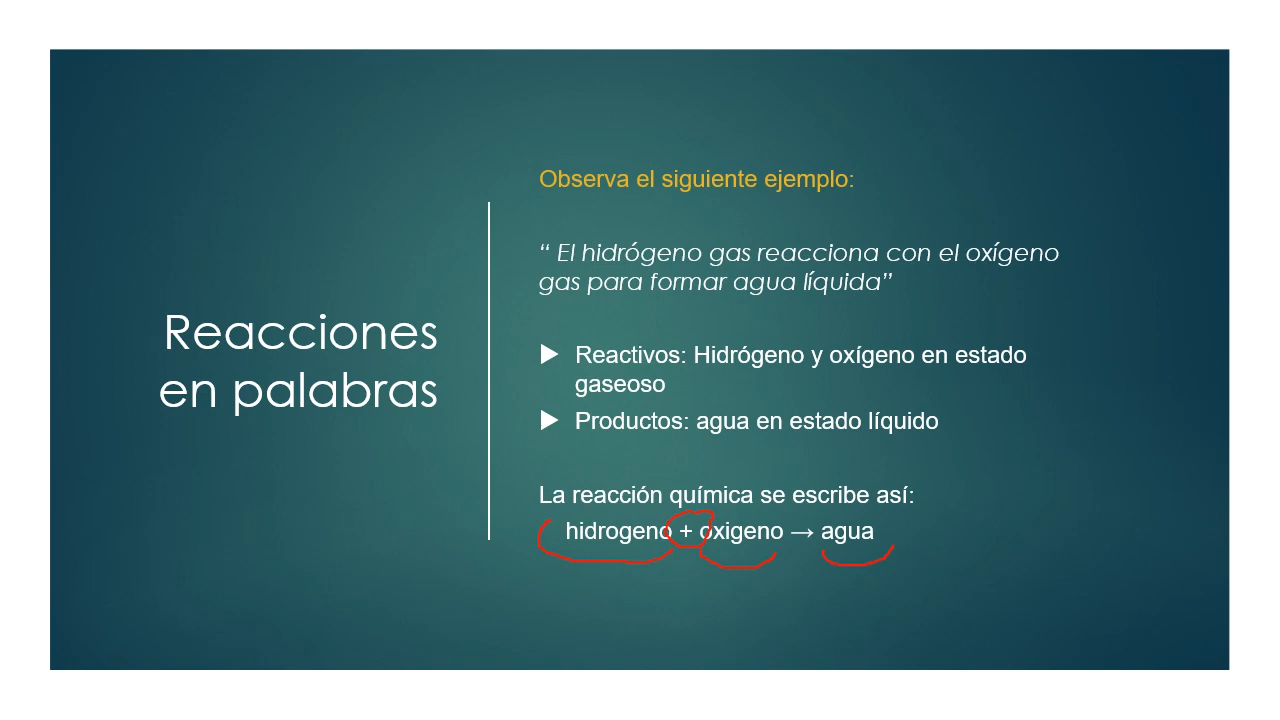 Reacciones
en palabras
Observa el siguiente ejemplo:
“ El hidrógeno gas reacciona con el oxígeno
gas para formar agua líquida”
Reactivos: Hidrógeno y oxígeno en estado
gaseoso
Productos: agua en estado líquido
La reacción química se escribe así:
hidrogeno + oxigeno → agua